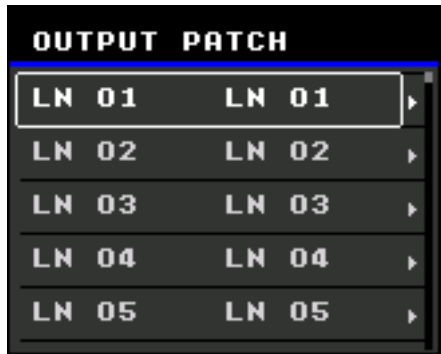 OUTPUT PATCH
LN 01 LN 01
LN 02 LN 02
LN 03 LN 03
LN 04 LN 04
LN 05 LN 05